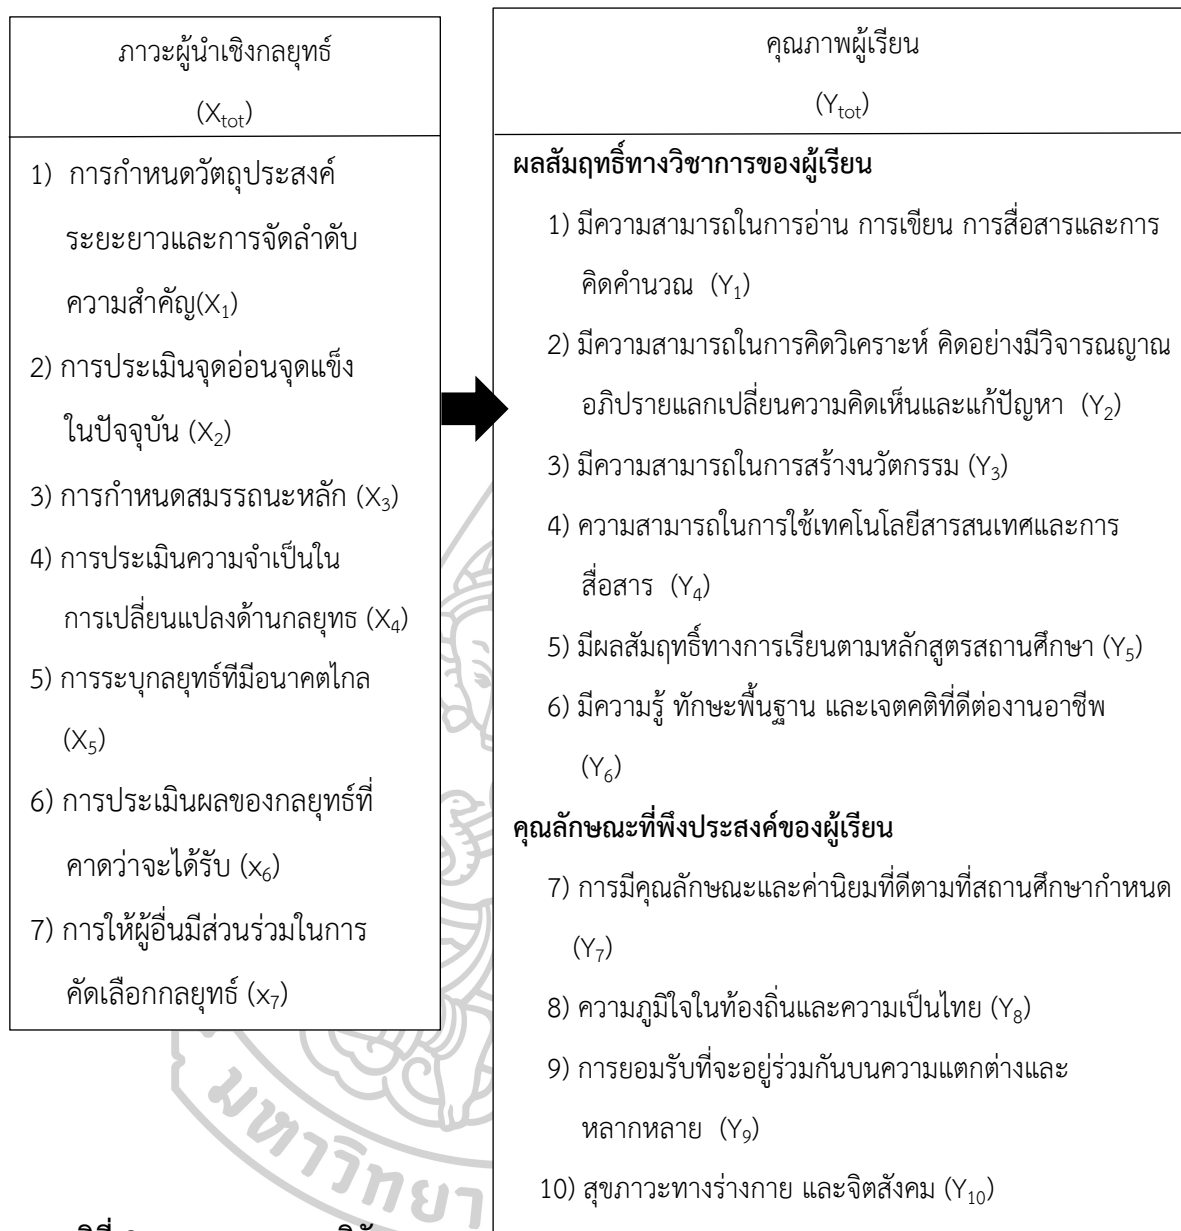 ภาวะผู้นำเชิงกลยุทธ์
(Xtot)
1) การกำหนดวัตถุประสงค์
ระยะยาวและการจัดลำดับ
ความสำคัญ(X1)
2) การประเมินจุดอ่อนจุดแข็ง
ในปัจจุบัน (X2)
3) การกำหนดสมรรถนะหลัก (X3)
4) การประเมินความจำเป็นใน
การเปลี่ยนแปลงด้านกลยุทธ (X4)
5) การระบุกลยุทธ์ทีมีอนาคตไกล
(X5)
6) การประเมินผลของกลยุทธ์ที่
คาดว่าจะได้รับ (x6)
7) การให้ผู้อื่นมีส่วนร่วมในการ
คัดเลือกกลยุทธ์ (x7)
คุณภาพผู้เรียน
(Ytot)
ผลสัมฤทธิ์ทางวิชาการของผู้เรียน
1) มีความสามารถในการอ่าน การเขียน การสื่อสารและการ
คิดคำนวณ (Y1)
2) มีความสามารถในการคิดวิเคราะห์ คิดอย่างมีวิจารณญาณ
อภิปรายแลกเปลี่ยนความคิดเห็นและแก้ปัญหา (Y2)
3) มีความสามารถในการสร้างนวัตกรรม (Y3)
4) ความสามารถในการใช้เทคโนโลยีสารสนเทศและการ
สื่อสาร (Y4)
5) มีผลสัมฤทธิ์ทางการเรียนตามหลักสูตรสถานศึกษา (Y5)
6) มีความรู้ ทักษะพื้นฐาน และเจตคติที่ดีต่องานอาชีพ
(Y6)
คุณลักษณะที่พึงประสงค์ของผู้เรียน
7) การมีคุณลักษณะและค่านิยมที่ดีตามที่สถานศึกษากำหนด
(Y7)
8) ความภูมิใจในท้องถิ่นและความเป็นไทย (Y8)
9) การยอมรับที่จะอยู่ร่วมกันบนความแตกต่างและ
หลากหลาย (Y9)
10) สุขภาวะทางร่างกาย และจิตสังคม (Y10)
มหาวิทยา